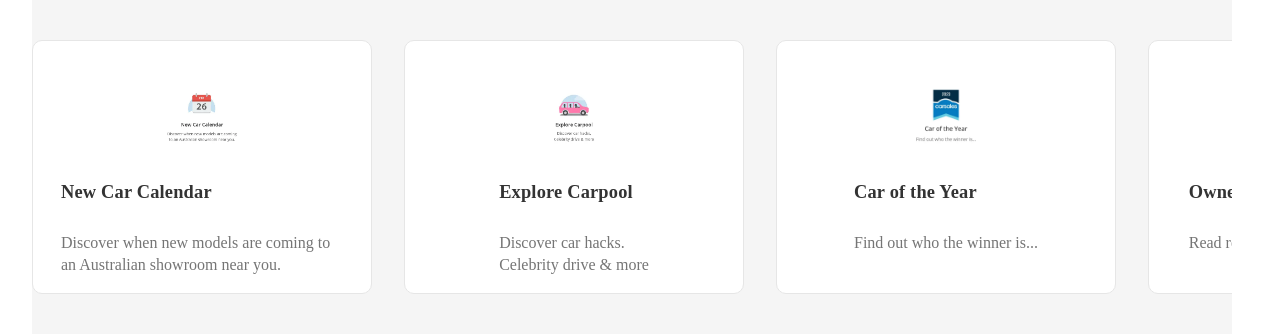 26
New Car Calendar
Discover when new models are coming
to an Australian showroom near you.
New Car Calendar
Discover when new models are coming to
an Australian showroom near you.
Explore Carpool
Discover car hacks.
Celebrity drive & more
Explore Carpool
Discover car hacks.
Celebrity drive & more
carsales
Car of the Year
Find out who the winner is...
Car of the Year
Find out who the winner is...
Owne
Read r